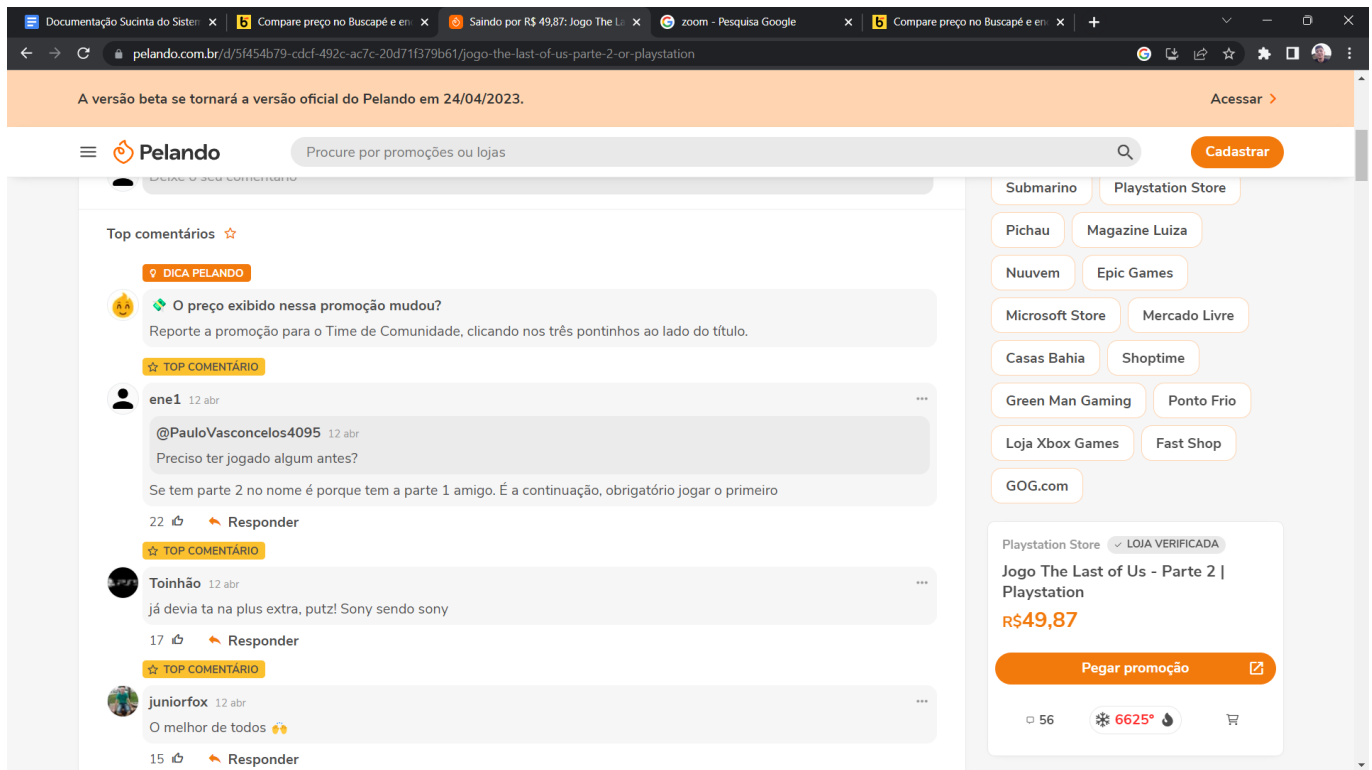 Documentação Sucinta do Sisten
Compare preço no Buscapé e en
Saindo por R$ 49,87: Jogo The La
zoom - Pesquisa Google
Compare preço no Buscapé e en
pelando.com.br/d/5f454b79-cdcf-492c-ac7c-20d71f379b61/jogo-the-last-of-us-parte-2-or-playstation
A versão beta se tornará a versão oficial do Pelando em 24/04/2023.
Acessar
Pelando
Procure por promoções ou lojas
Cadastrar
Deixe o seu comentário
Top comentários
DICA PELANDO
O preço exibido nessa promoção mudou?
Reporte a promoção para o Time de Comunidade, clicando nos três pontinhos ao lado do título.
TOP COMENTÁRIO
ene1 12 abr
@PauloVasconcelos4095 12 abr
Preciso ter jogado algum antes?
Se tem parte 2 no nome é porque tem a parte 1 amigo. É a continuação, obrigatório jogar o primeiro
22 Responder
TOP COMENTÁRIO
Toinhão 12 abr
já devia ta na plus extra, putz! Sony sendo sony
17 Responder
TOP COMENTÁRIO
juniorfox 12 abr
O melhor de todos 🙌
15 Responder
Submarino
Playstation Store
Pichau
Magazine Luiza
Nuuvem
Epic Games
Microsoft Store
Mercado Livre
Casas Bahia
Shoptime
Green Man Gaming
Ponto Frio
Loja Xbox Games
Fast Shop
GOG.com
Playstation Store LOJA VERIFICADA
Jogo The Last of Us - Parte 2 |
Playstation
R$49,87
Pegar promoção
56
6625°